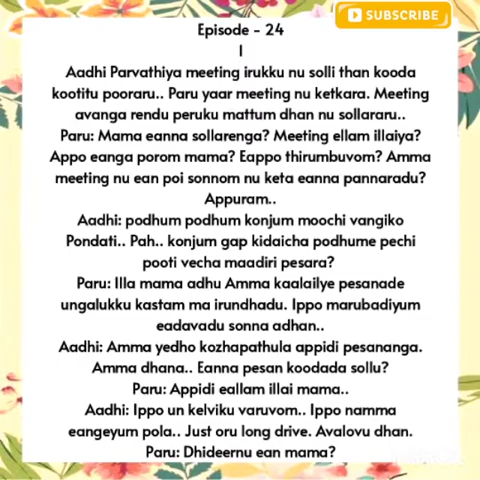 SUBSCRIBE
Episode - 24
1
Aadhi Parvathiya meeting irukku nu solli than kooda
kootitu pooraru.. Paru yaar meeting nu ketkara. Meeting
avanga rendu peruku mattum dhan nu sollararu..
Paru: Mama eanna sollarenga? Meeting ellam illaiya?
Appo eanga porom mama? Eappo thirumbuvom? Amma
meeting nu ean poi sonnom nu keta eanna pannaradu?
Appuram..
Aadhi: podhum podhum konjum moochi vangiko
Pondati.. Pah.. konjum gap kidaicha podhume pechi
pooti vecha maadiri pesara?
Paru: Illa mama adhu Amma kaalailye pesanade
ungalukku kastam ma irundhadu. Ippo marubadiyum
eadavadu sonna adhan..
Aadhi: Amma yedho kozhapathula appidi pesananga.
Amma dhana.. Eanna pesan koodada sollu?
Paru: Appidi eallam illai mama..
Aadhi: Ippo un kelviku varuvom.. Ippo namma
eangeyum pola.. Just oru long drive. Avalovu dhan.
Paru: Dhideernu ean mama?